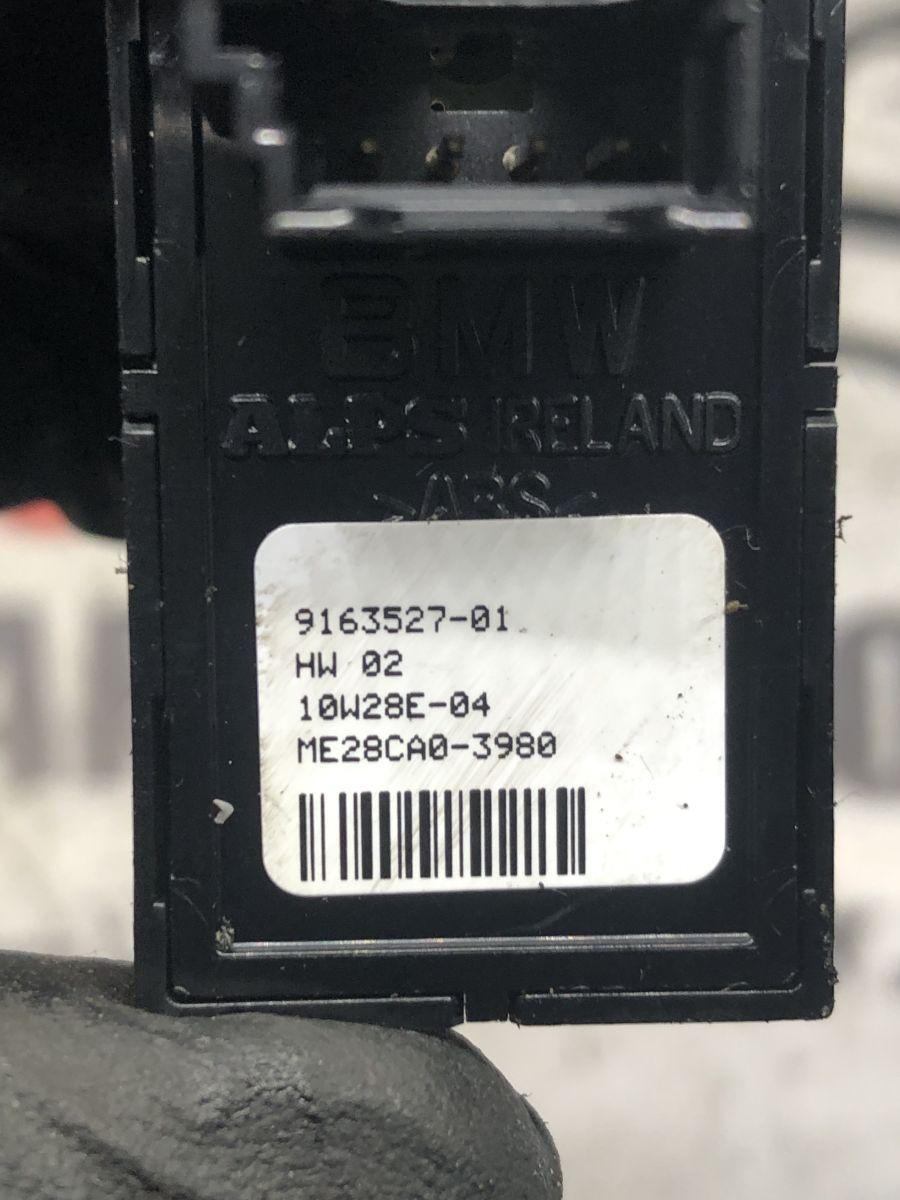 BMW
ALPS IRELAND
>ABS<
9163527-01
HW 02
10W28E-04
ME28CA0-3980